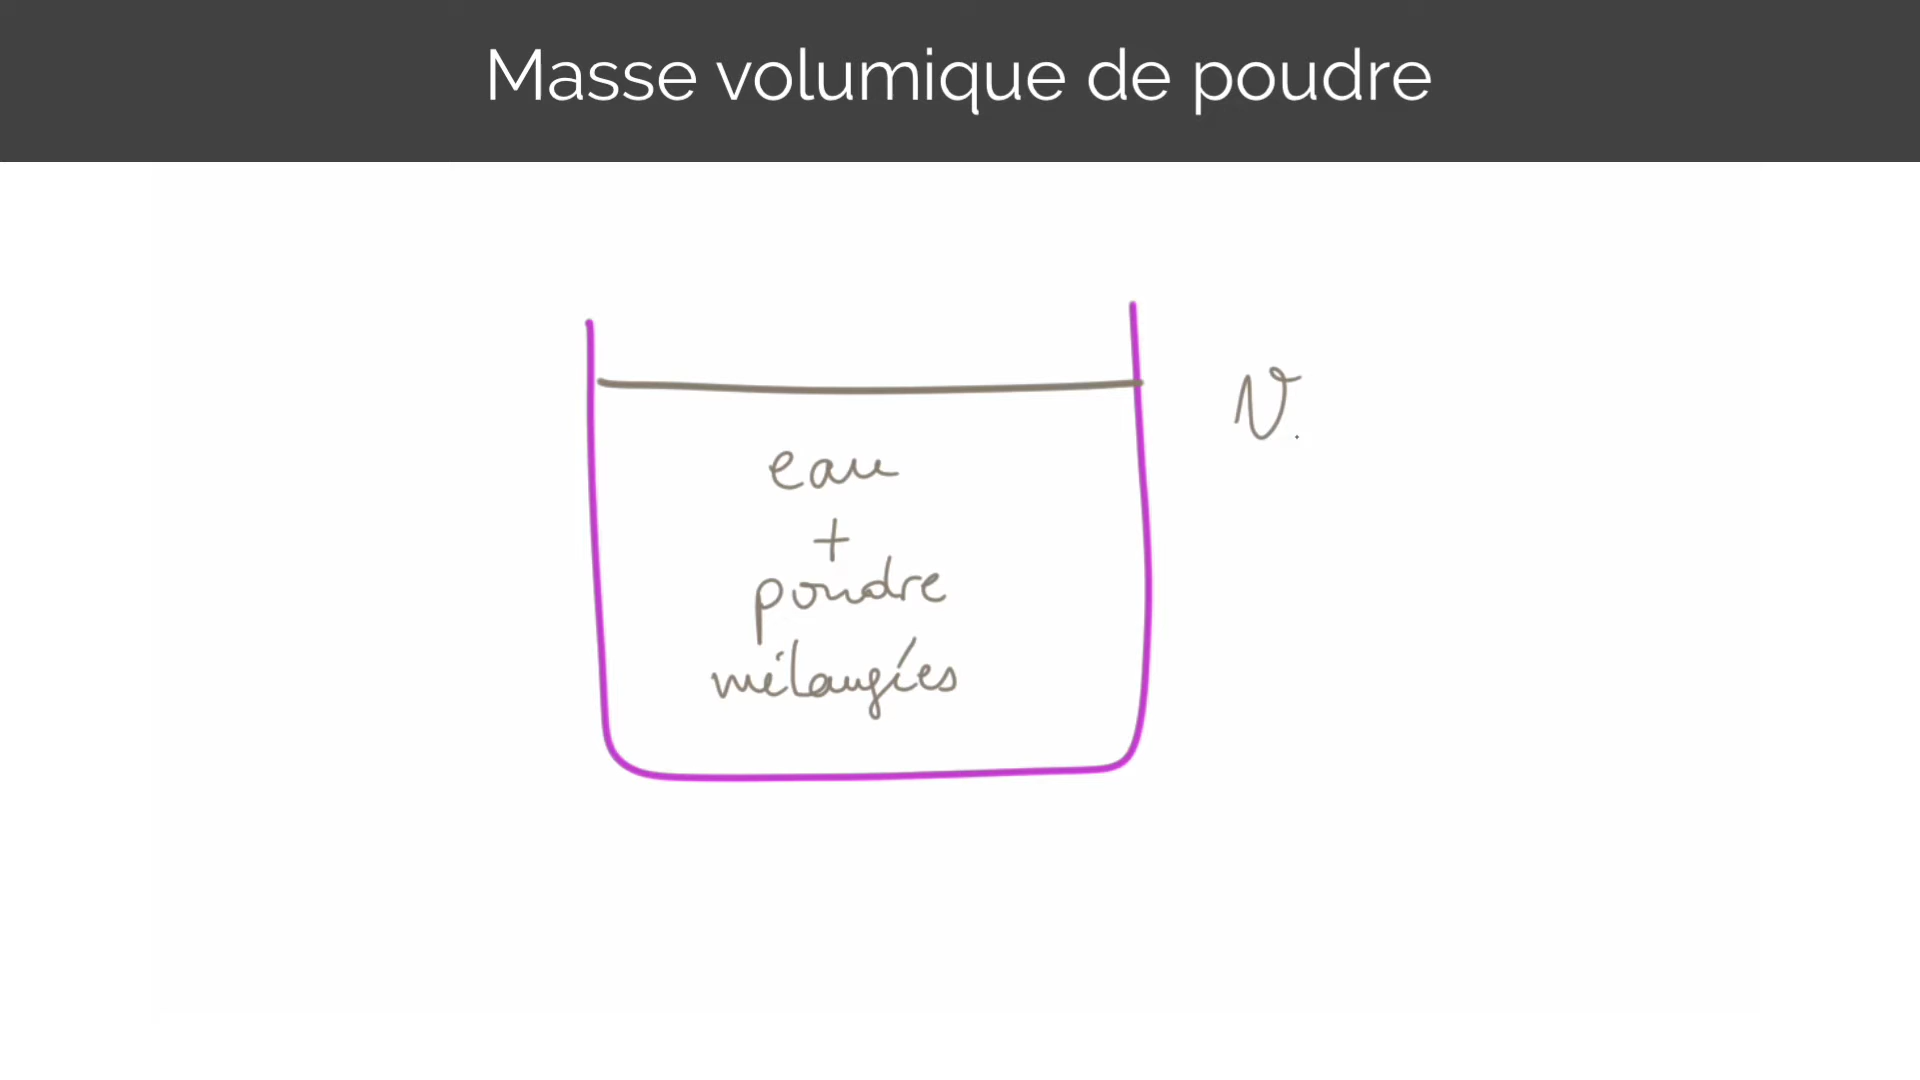 Masse volumique de poudre
eau
+
poudre
mélangées
V.